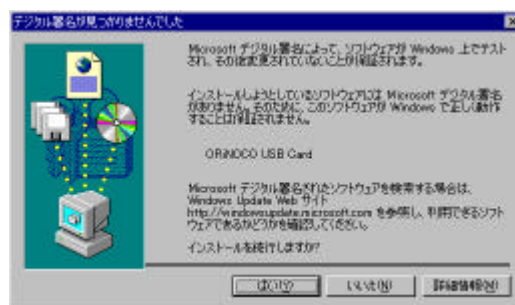 デジタル署名が見つかりませんでした
Microsoft デジタル署名によって、ソフトウェアが Windows 上でテスト
され、その後変更されていないことが保証されます。
インストールしようとしているソフトウェアには Microsoft デジタル署名
がありません。そのために、このソフトウェアが Windows で正しく動作
することは保証されません。
ORiNOCO USB Card
Microsoft デジタル署名されたソフトウェアを検索する場合は、
Windows Update Web サイト
http://windowsupdate.microsoft.com を参照し、利用できるソフト
ウェアであるかどうかを確認してください。
インストールを続行しますか?
はい(Y) いいえ(N) 詳細情報(M)